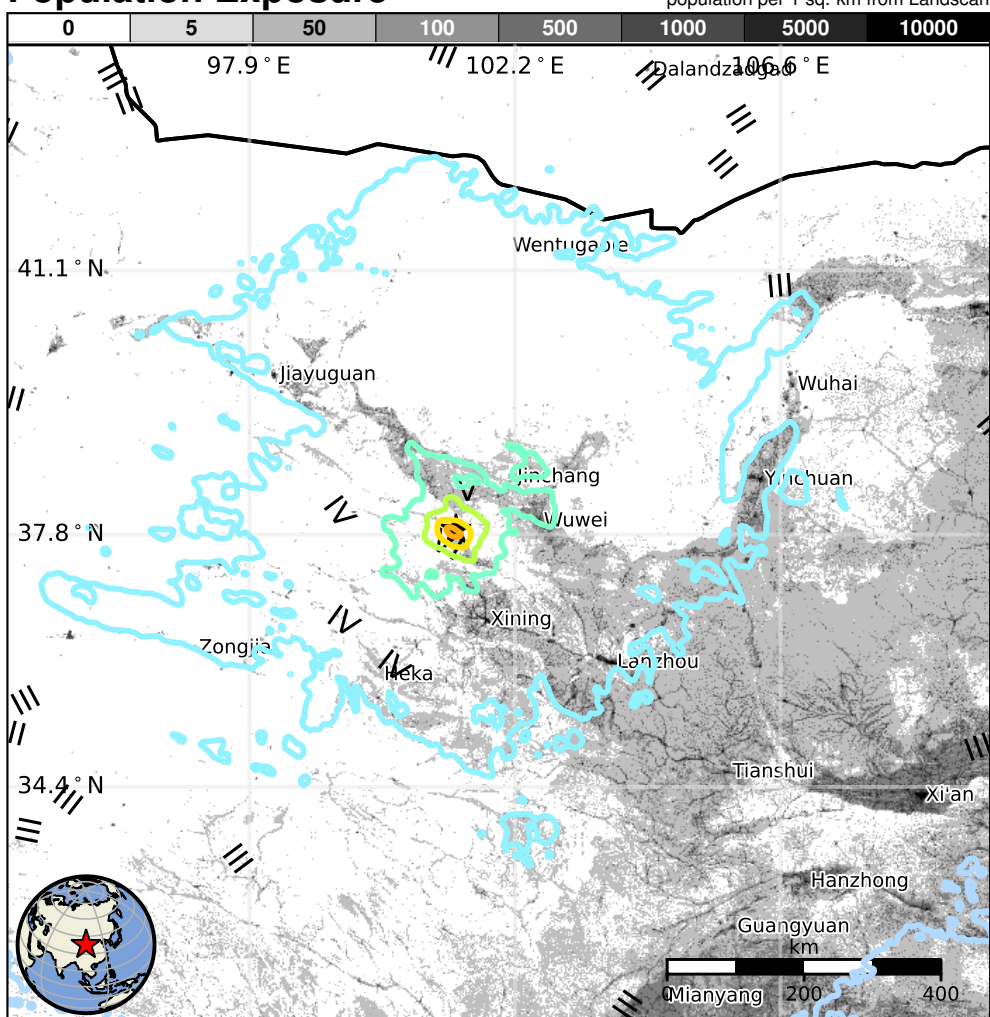 Population Exposure
population per 1 sq. km from Landscan
0 5 50 100 500 1000 5000 10000
97.9°E 102.2°E 106.6°E
Dalandzadgad
III
III
III
III
III
Wentugaole
41.1°N
III
Jiayuguan
Wuhai
II
Jinchang
Yinchuan
V
IV
Wuwei
37.8°N
Xining
IV
Zongjia
Lanzhou
IV
Heka
III
II
III
Tianshui
34.4°N
III
Xi'an
III
III
Hanzhong
Guangyuan
km
0 200 400
Mianyang
III